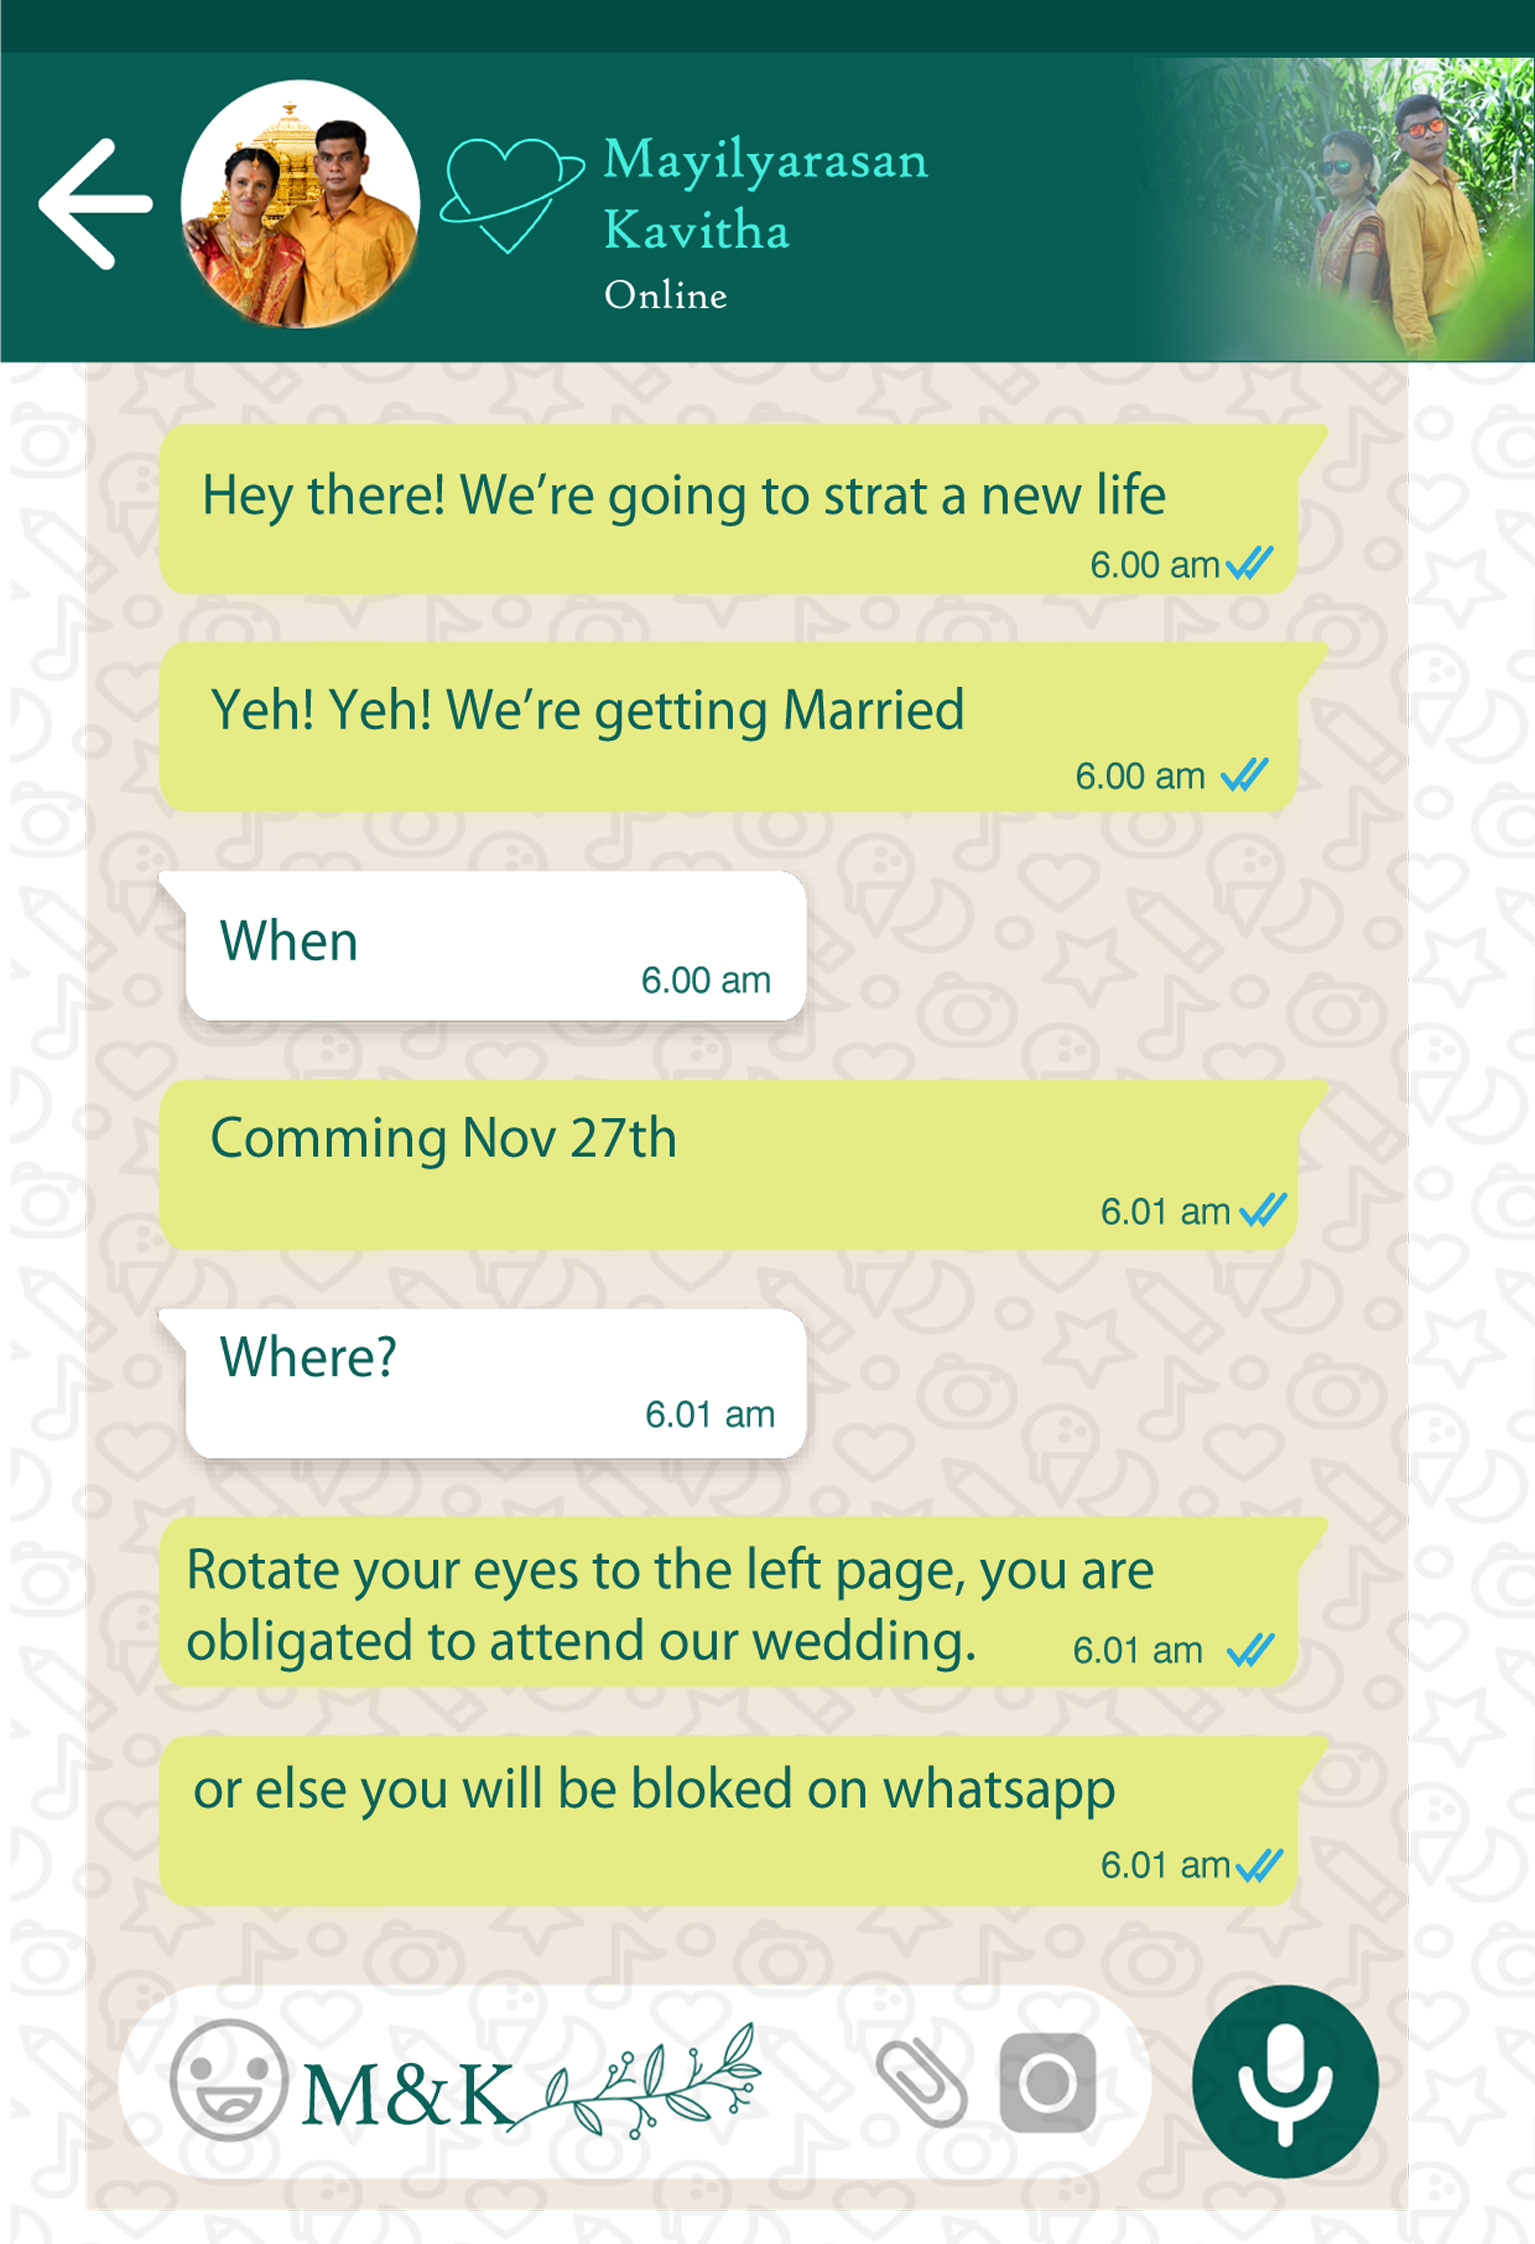 Mayilyarasan
Kavitha
Online
Hey there! We're going to strat a new life
6.00 am
Yeh! Yeh! We're getting Married
6.00 am
When
6.00 am
Comming Nov 27th
6.01 am
Where?
6.01 am
Rotate your eyes to the left page, you are
obligated to attend our wedding. 6.01 am
or else you will be bloked on whatsapp
6.01 am
M&K